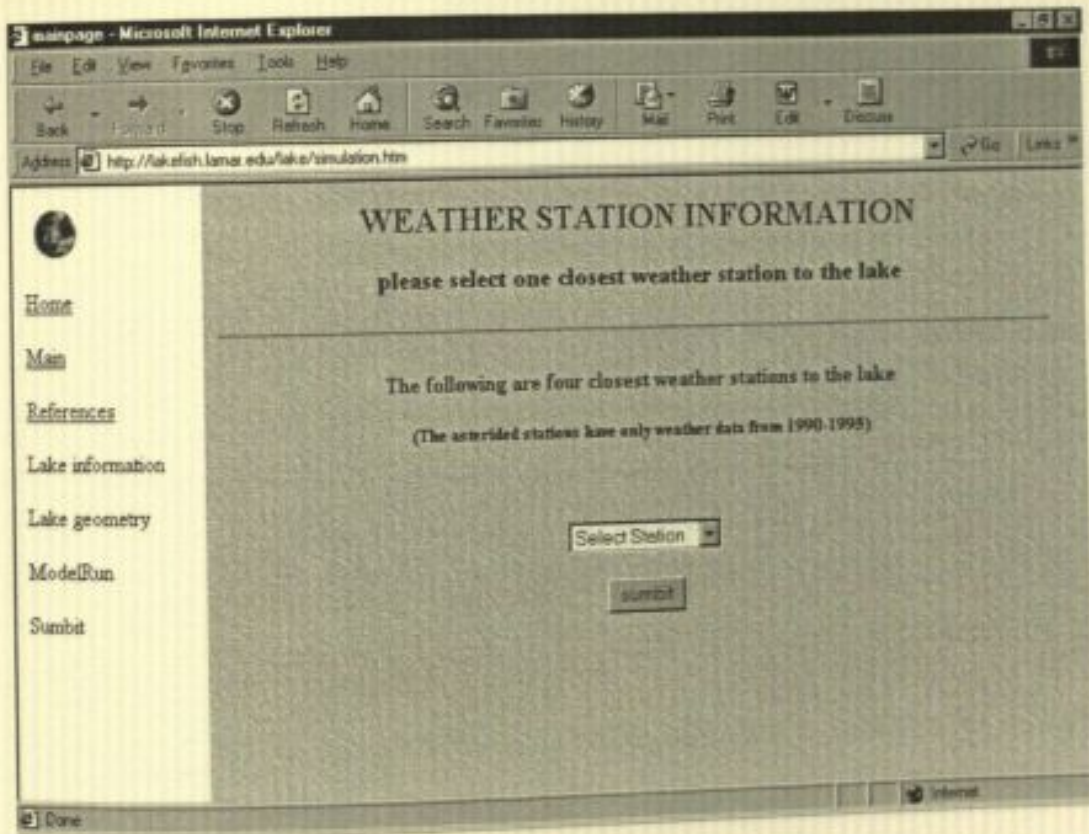 mainpage - Microsoft Internet Explorer
File Edit View Favorites Tools Help
Back Forward Stop Refresh Home Search Favorites History Mail Print Edit Discuss
Address http://lakefish.lamar.edu/lake/simulation.htm Go Links »
WEATHER STATION INFORMATION
please select one closest weather station to the lake
Home
Main
References
Lake information
Lake geometry
ModelRun
Sumbit
The following are four closest weather stations to the lake
(The asterided stations have only weather data from 1990-1995)
Select Station
sumbit
Done Internet